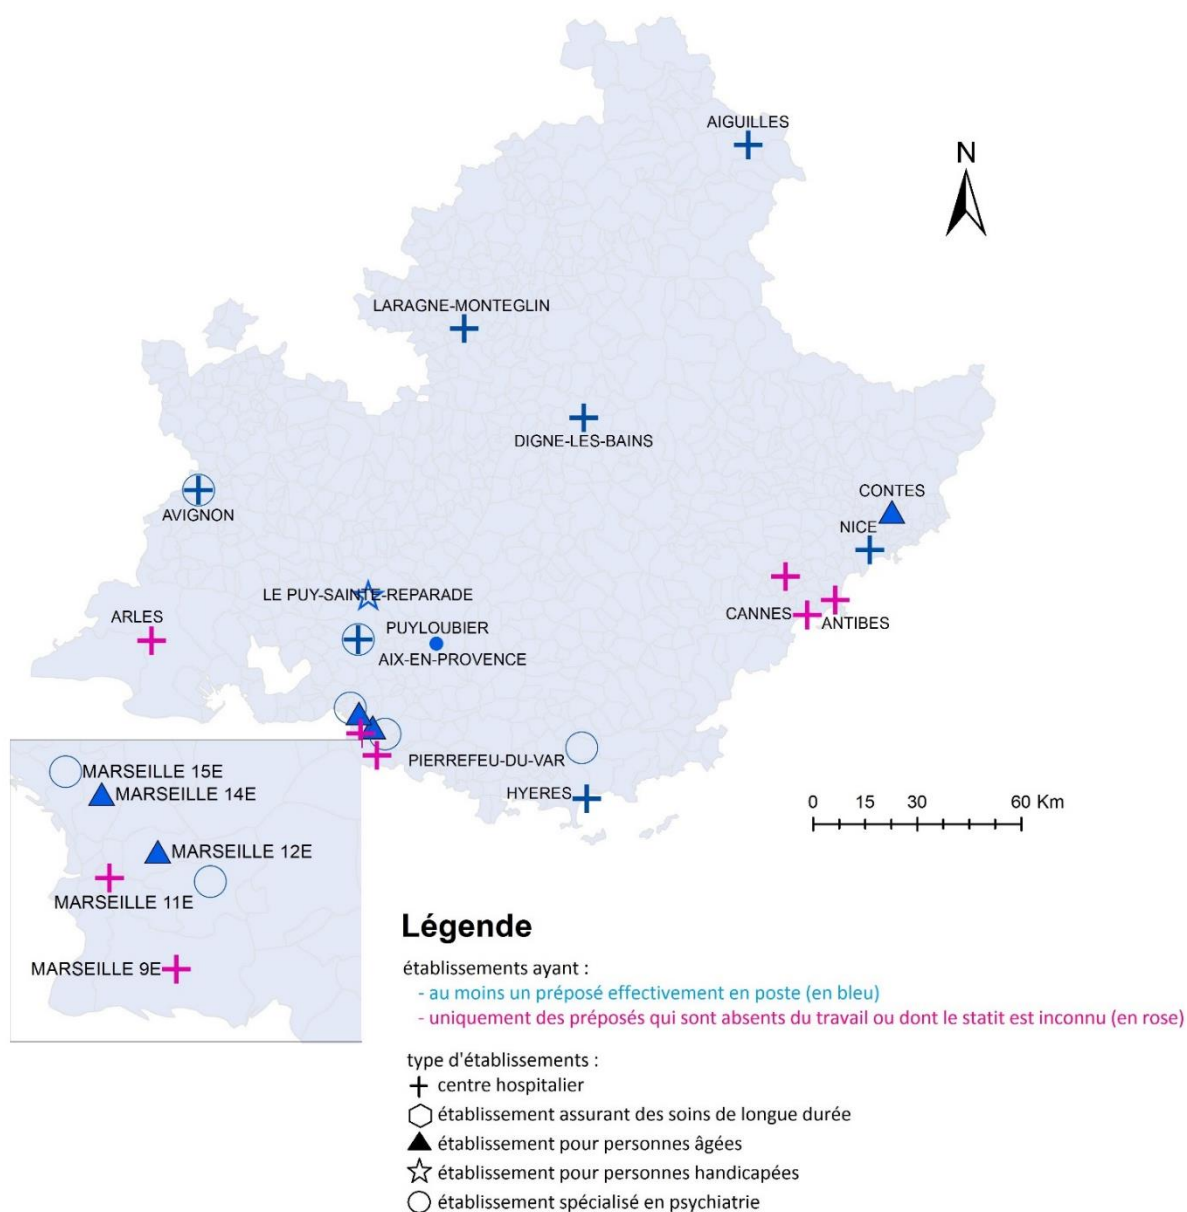 AIGUILLES
N
LARAGNE-MONTEGLIN
DIGNE-LES-BAINS
AVIGNON
CONTES
NICE
LE PUY-SAINTE-REPARADE
ARLES
CANNES
ANTIBES
PUYLOUBIER
AIX-EN-PROVENCE
PIERREFEU-DU-VAR
HYERES
0 15 30 60 Km
MARSEILLE 15E
MARSEILLE 14E
MARSEILLE 12E
MARSEILLE 11E
MARSEILLE 9E
Légende
établissements ayant :
- au moins un préposé effectivement en poste (en bleu)
- uniquement des préposés qui sont absents du travail ou dont le statit est inconnu (en rose)
type d'établissements :
centre hospitalier
établissement assurant des soins de longue durée
établissement pour personnes âgées
établissement pour personnes handicapées
établissement spécialisé en psychiatrie